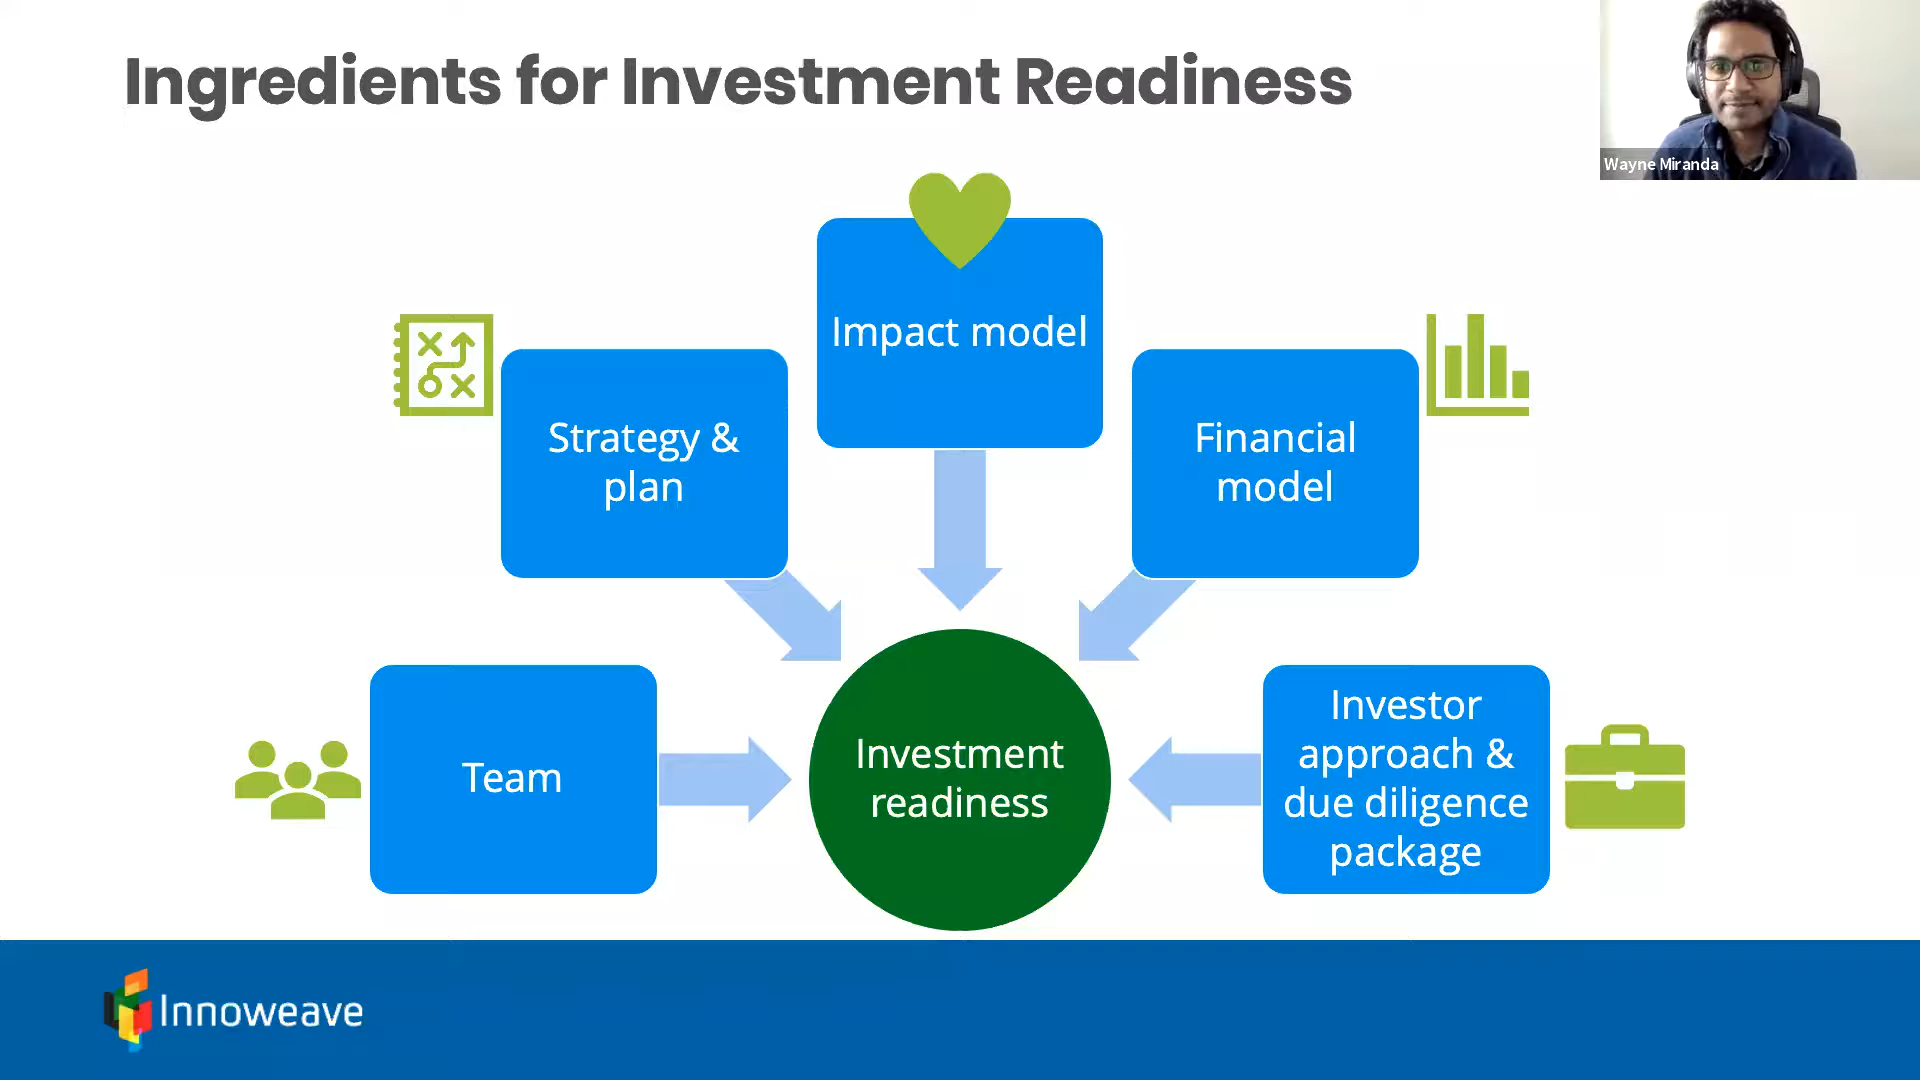 Ingredients for Investment Readiness
Wayne Miranda
Impact model
Strategy &
plan
Financial
model
Team
Investment
readiness
Investor
approach &
due diligence
package
Innoweave